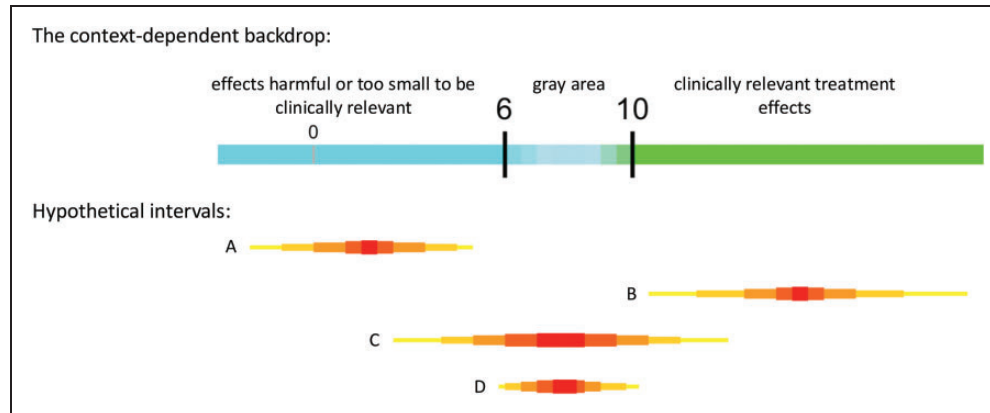 The context-dependent backdrop:
effects harmful or too small to be
clinically relevant
gray area
clinically relevant treatment
effects
0
6
10
Hypothetical intervals:
A
B
C
D